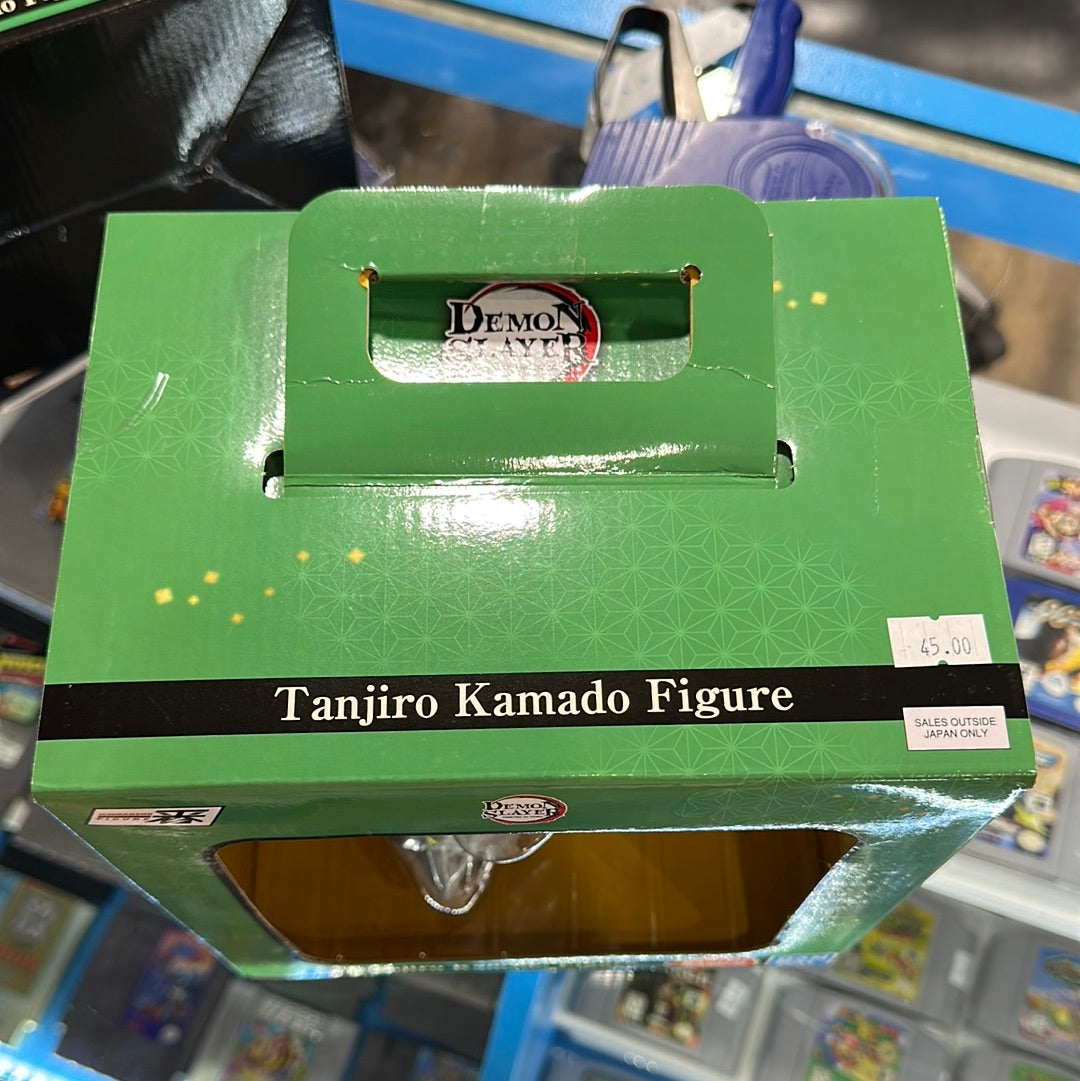 DEMON
SLAYER
45.00
Tanjiro Kamado Figure
SALES OUTSIDE
JAPAN ONLY
DEMON
SLAYER